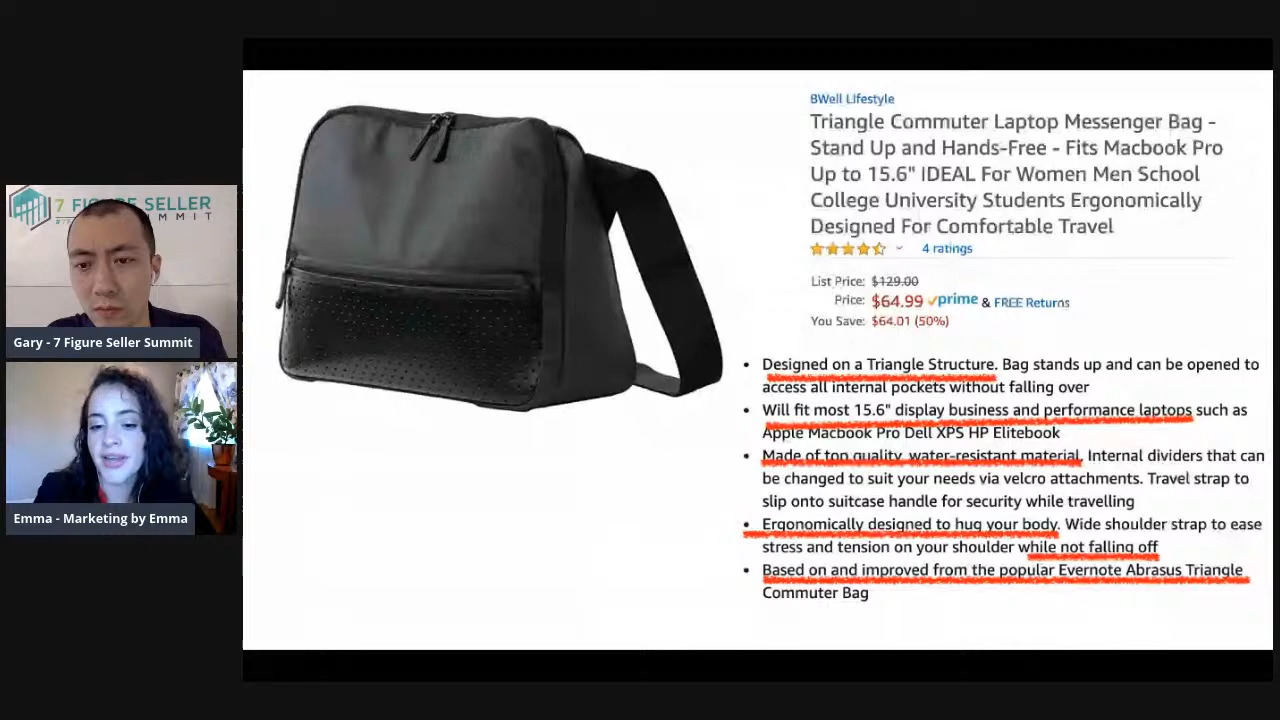 7 FIGURE SELLER
SUMMIT
Gary - 7 Figure Seller Summit
Emma - Marketing by Emma
BWell Lifestyle
Triangle Commuter Laptop Messenger Bag -
Stand Up and Hands-Free - Fits Macbook Pro
Up to 15.6" IDEAL For Women Men School
College University Students Ergonomically
Designed For Comfortable Travel
4 ratings
List Price: $129.00
Price: $64.99 prime & FREE Returns
You Save: $64.01 (50%)
• Designed on a Triangle Structure. Bag stands up and can be opened to
access all internal pockets without falling over
• Will fit most 15.6" display business and performance laptops such as
Apple Macbook Pro Dell XPS HP Elitebook
• Made of top quality, water-resistant material. Internal dividers that can
be changed to suit your needs via velcro attachments. Travel strap to
slip onto suitcase handle for security while travelling
• Ergonomically designed to hug your body. Wide shoulder strap to ease
stress and tension on your shoulder while not falling off
• Based on and improved from the popular Evernote Abrasus Triangle
Commuter Bag